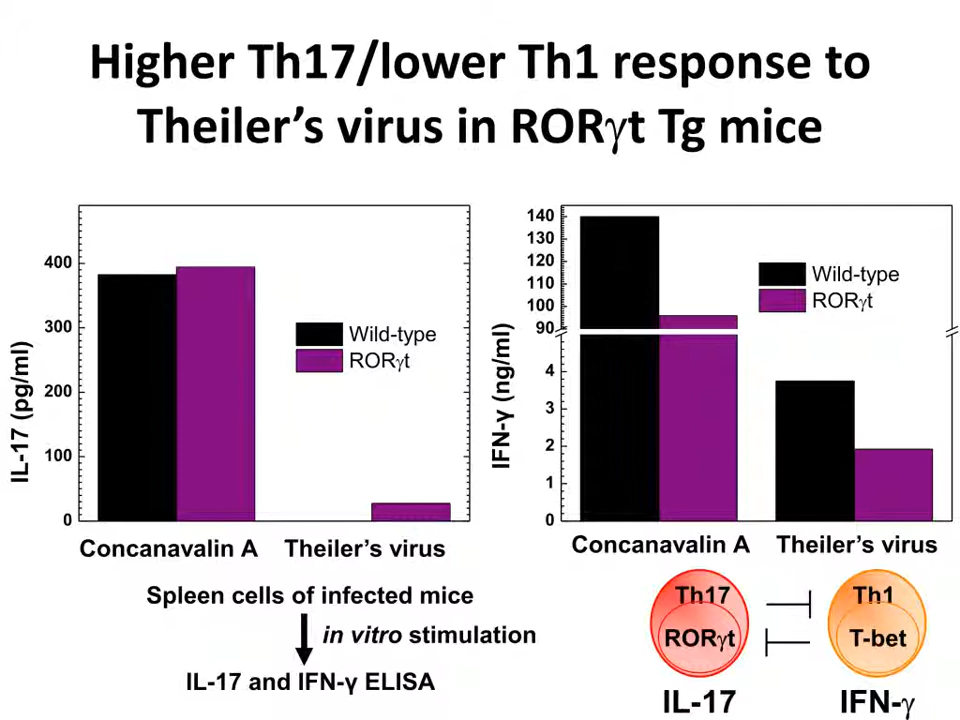 Higher Th17/lower Th1 response to
Theiler’s virus in RORγt Tg mice
IL-17 (pg/ml)
400
300
200
100
0
Wild-type
RORγt
Concanavalin A
Theiler’s virus
IFN-γ (ng/ml)
140
130
120
110
100
90
4
3
2
1
0
Wild-type
RORγt
Concanavalin A
Theiler’s virus
Spleen cells of infected mice
in vitro stimulation
IL-17 and IFN-γ ELISA
Th17
RORγt
IL-17
Th1
T-bet
IFN-γ